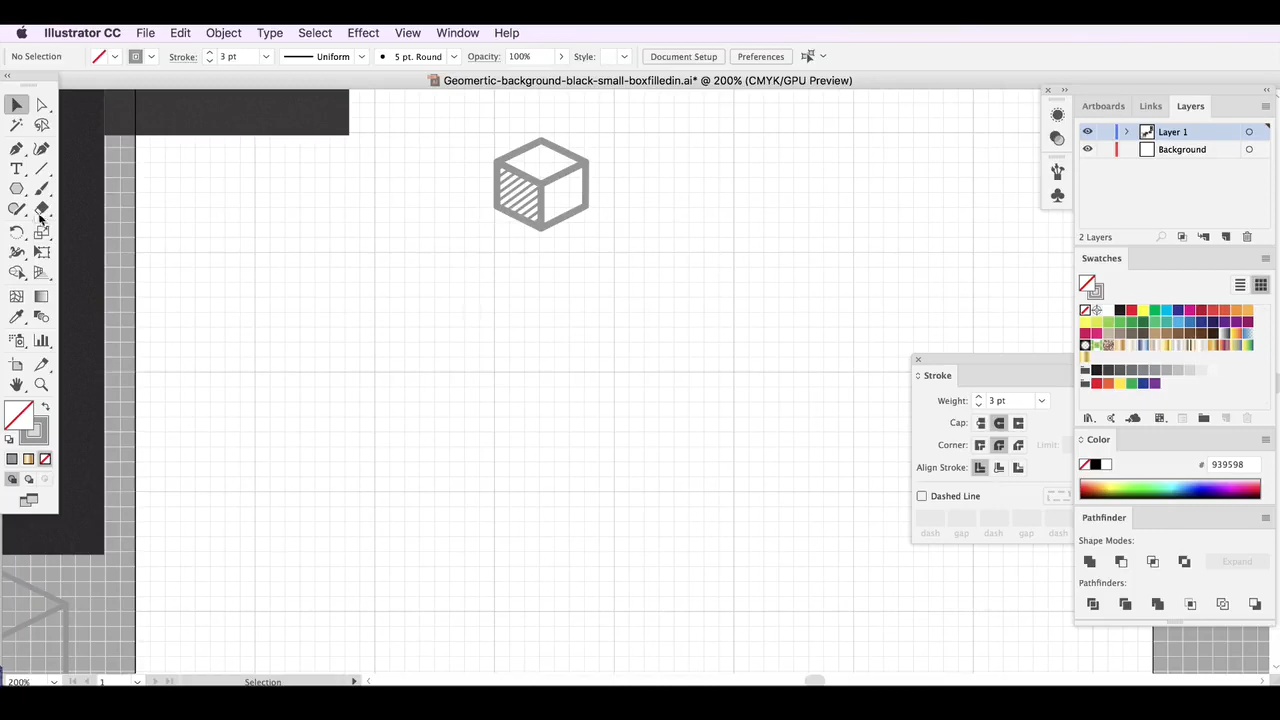 Illustrator CC File Edit Object Type Select Effect View Window Help
No Selection Stroke: 3 pt Uniform 5 pt. Round Opacity: 100% Style: Document Setup Preferences
Geomertic-background-black-small-boxfilledin.ai* @ 200% (CMYK/GPU Preview)
Artboards Links Layers
Layer 1
Background
2 Layers
Swatches
Stroke
Weight: 3 pt
Cap:
Corner: Limit:
Align Stroke:
Dashed Line
dash gap dash gap dash
Color
# 939598
Pathfinder
Shape Modes:
Expand
Pathfinders:
200% 1 Selection